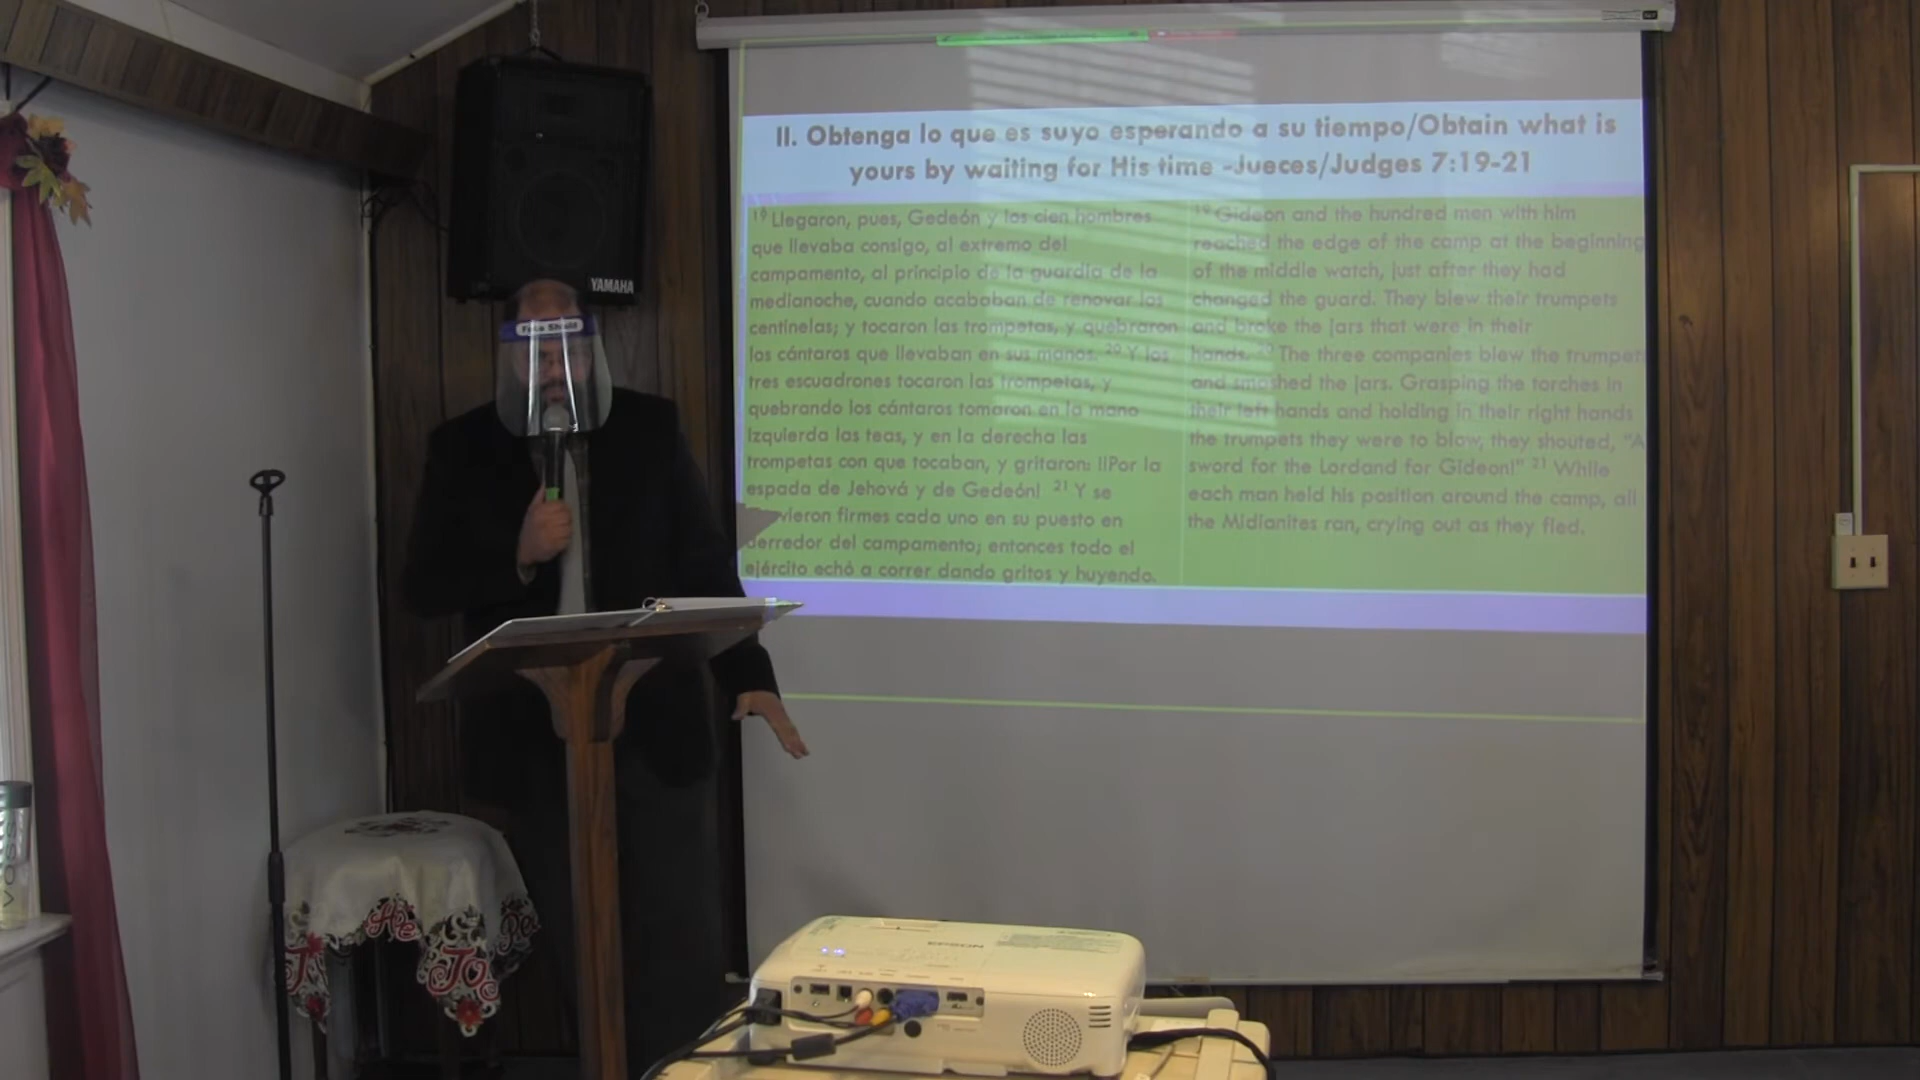 YAMAHA
Face Shield
II. Obtenga lo que es suyo esperando a su tiempo/Obtain what is
yours by waiting for His time -Jueces/Judges 7:19-21
19 Llegaron, pues, Gedeón y los cien hombres
que llevaba consigo, al extremo del
campamento, al principio de la guardia de la
medianoche, cuando acababan de renovar los
centinelas; y tocaron las trompetas, y quebraron
los cántaros que llevaban en sus manos. 20 Y los
tres escuadrones tocaron las trompetas, y
quebrando los cántaros tomaron en la mano
izquierda las teas, y en la derecha las
trompetas con que tocaban, y gritaron: ¡¡Por la
espada de Jehová y de Gedeón! 21 Y se
vieron firmes cada uno en su puesto en
derredor del campamento; entonces todo el
ejército echó a correr dando gritos y huyendo.
19 Gideon and the hundred men with him
reached the edge of the camp at the beginning
of the middle watch, just after they had
changed the guard. They blew their trumpets
and broke the jars that were in their
hands. 20 The three companies blew the trumpets
and smashed the jars. Grasping the torches in
their left hands and holding in their right hands
the trumpets they were to blow, they shouted, "A
sword for the Lordand for Gideon!" 21 While
each man held his position around the camp, all
the Midianites ran, crying out as they fled.
EPSON
VOSS